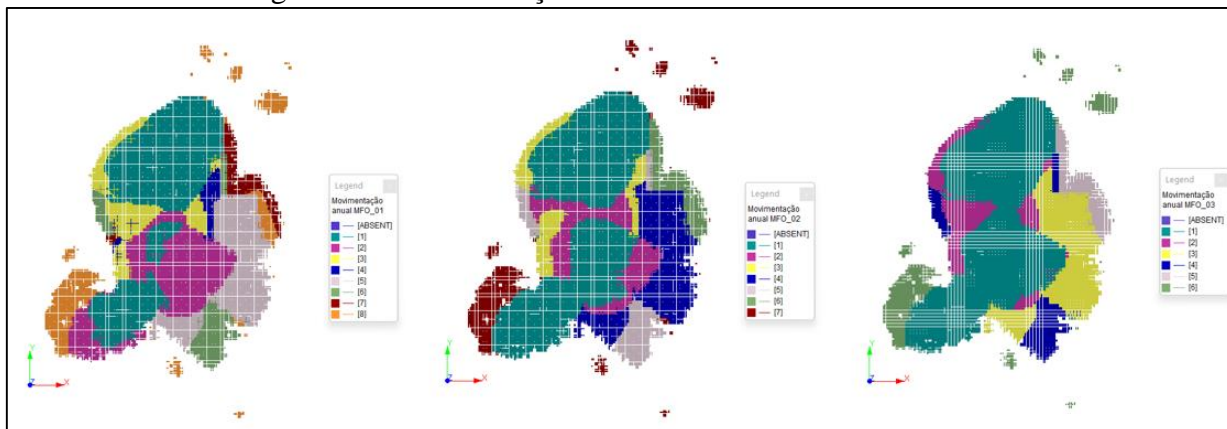 Legend
Movimentação
anual MFO_01
[ABSENT]
[1]
[2]
[3]
[4]
[5]
[6]
[7]
[8]
Y
Z
X
Legend
Movimentação
anual MFO_02
[ABSENT]
[1]
[2]
[3]
[4]
[5]
[6]
[7]
Y
Z
X
Legend
Movimentação
anual MFO_03
[ABSENT]
[1]
[2]
[3]
[4]
[5]
[6]
Y
Z
X